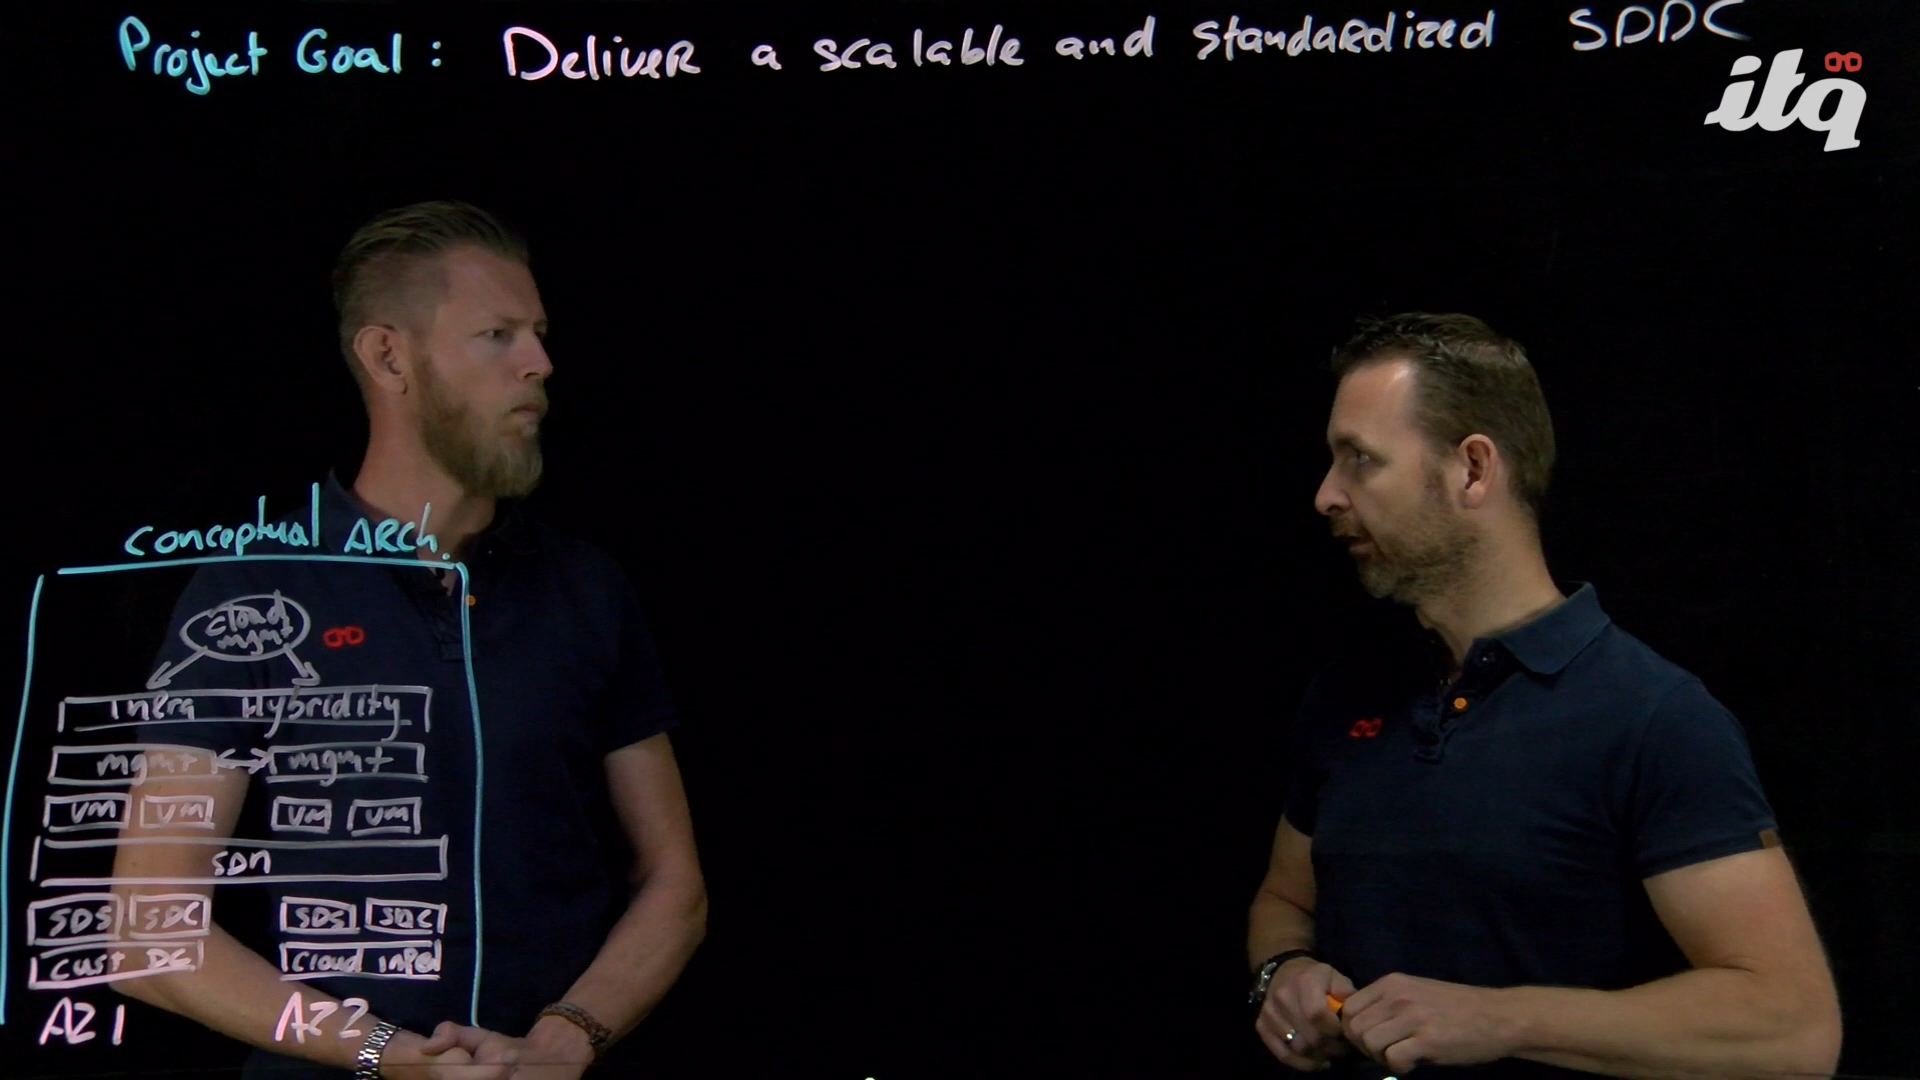 Project Goal: Deliver a scalable and standardized SDDC
itq
Conceptual ARCh.
cloud
mgmt
Infra Hybridity
mgmt mgmt
VM VM VM VM
SDN
SDS SDC SDS SDC
Cust DC cloud infra
AZ1 AZ2